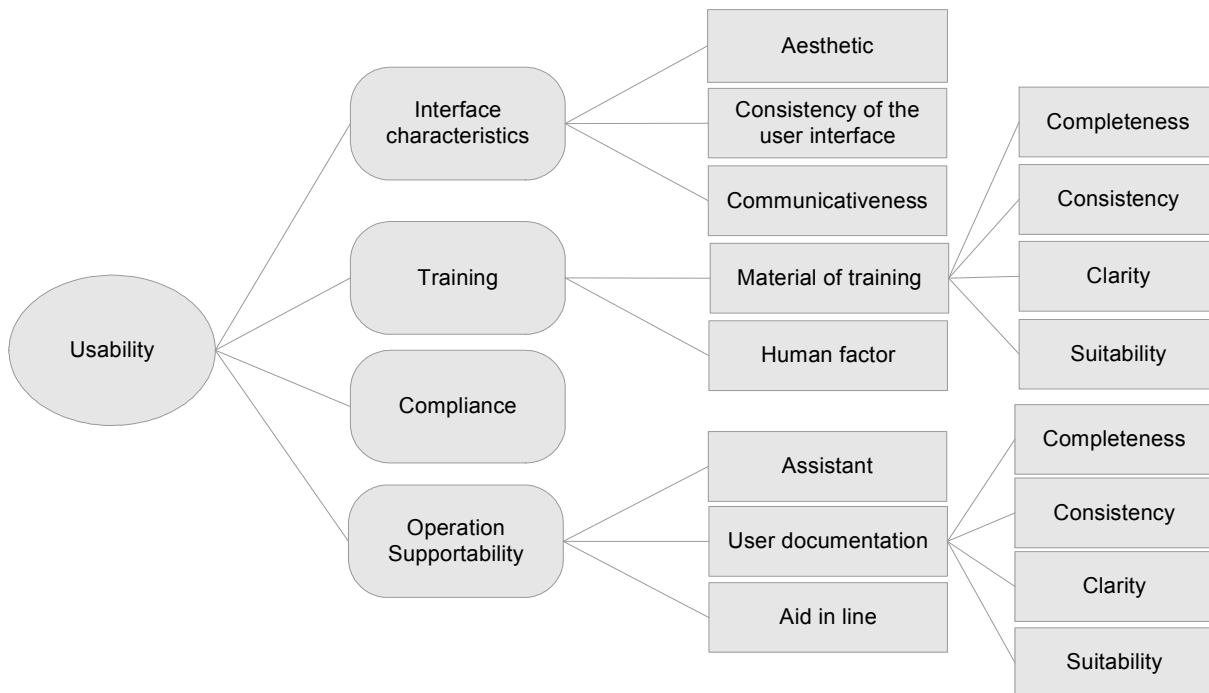 Usability
Interface
characteristics
Training
Compliance
Operation
Supportability
Aesthetic
Consistency of the
user interface
Communicativeness
Material of training
Human factor
Assistant
User documentation
Aid in line
Completeness
Consistency
Clarity
Suitability
Completeness
Consistency
Clarity
Suitability